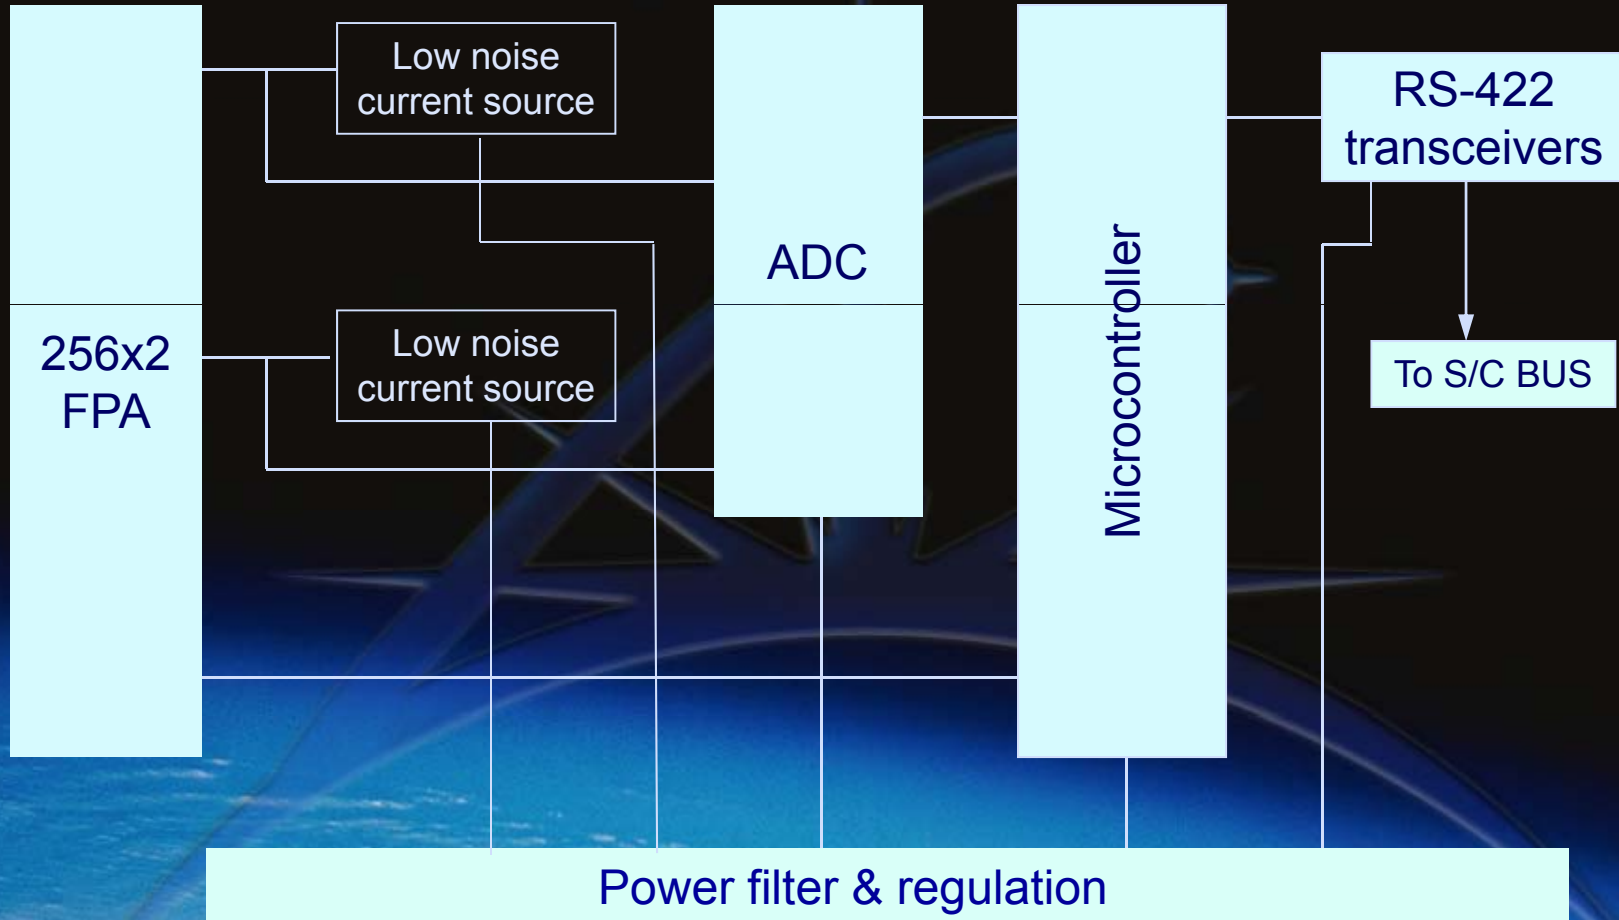 Low noise
current source
RS-422
transceivers
ADC
Microcontroller
256x2
FPA
Low noise
current source
To S/C BUS
Power filter & regulation